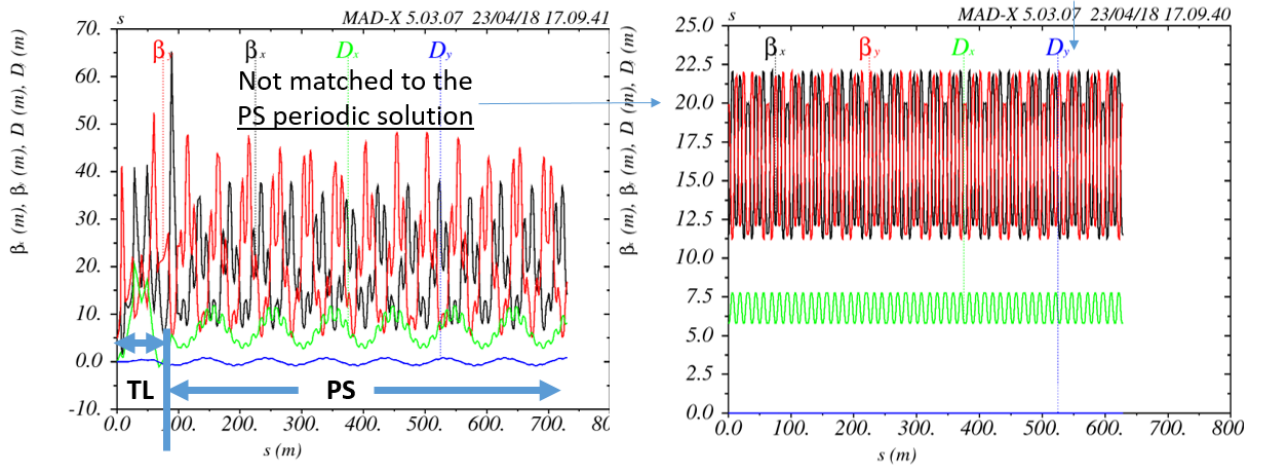 s MAD-X 5.03.07 23/04/18 17.09.41
70.
60.
50.
40.
30.
20.
10.
0.0
-10.
βx (m), βy (m), Dx (m), Dy (m)
βy βx Dx Dy
Not matched to the
PS periodic solution
TL PS
0.0 100. 200. 300. 400. 500. 600. 700. 80
s (m)
s MAD-X 5.03.07 23/04/18 17.09.40
25.0
22.5
20.0
17.5
15.0
12.5
10.0
7.5
5.0
2.5
0.0
βx (m), βy (m), Dx (m), Dy (m)
βx βy Dx Dy
0.0 100. 200. 300. 400. 500. 600. 700. 800
s (m)